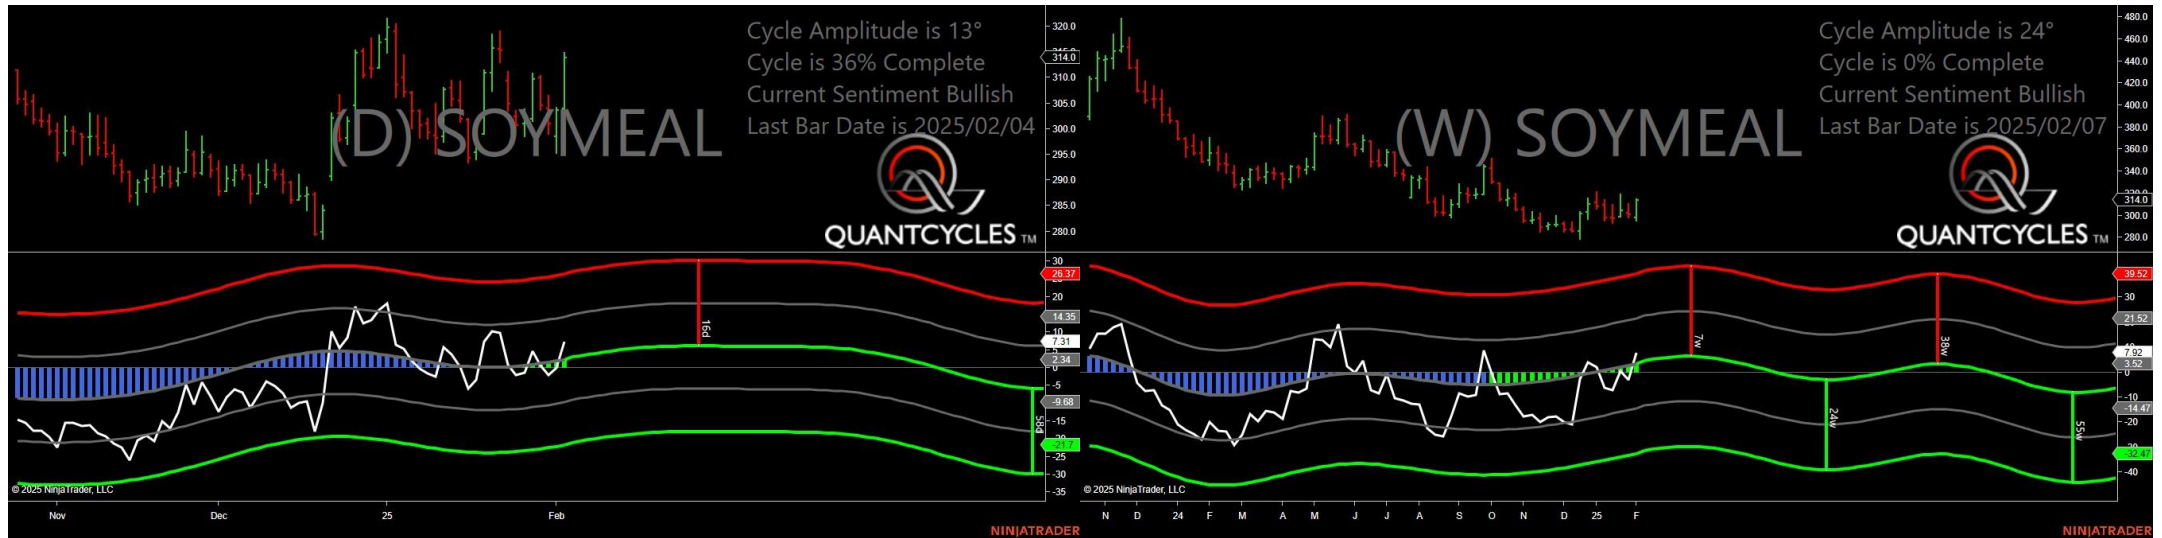 Cycle Amplitude is 13°
Cycle is 36% Complete
Current Sentiment Bullish
Last Bar Date is 2025/02/04
(D) SOYMEAL
QUANTCYCLES TM
320.0
314.0
310.0
305.0
300.0
295.0
290.0
285.0
280.0
30
26.37
20
14.35
10
7.31
2.34
0
-5
-9.68
-15
-21.7
-25
-30
-35
16d
58d
© 2025 NinjaTrader, LLC
Nov
Dec
25
Feb
NINJATRADER
Cycle Amplitude is 24°
Cycle is 0% Complete
Current Sentiment Bullish
Last Bar Date is 2025/02/07
(W) SOYMEAL
QUANTCYCLES TM
480.0
460.0
440.0
420.0
400.0
380.0
360.0
340.0
314.0
300.0
280.0
39.52
30
21.52
7.92
3.52
0
-10
-14.47
-20
-32.47
-40
7w
24w
38w
55w
© 2025 NinjaTrader, LLC
N D 24 F M A M J J A S O N D 25 F
NINJATRADER